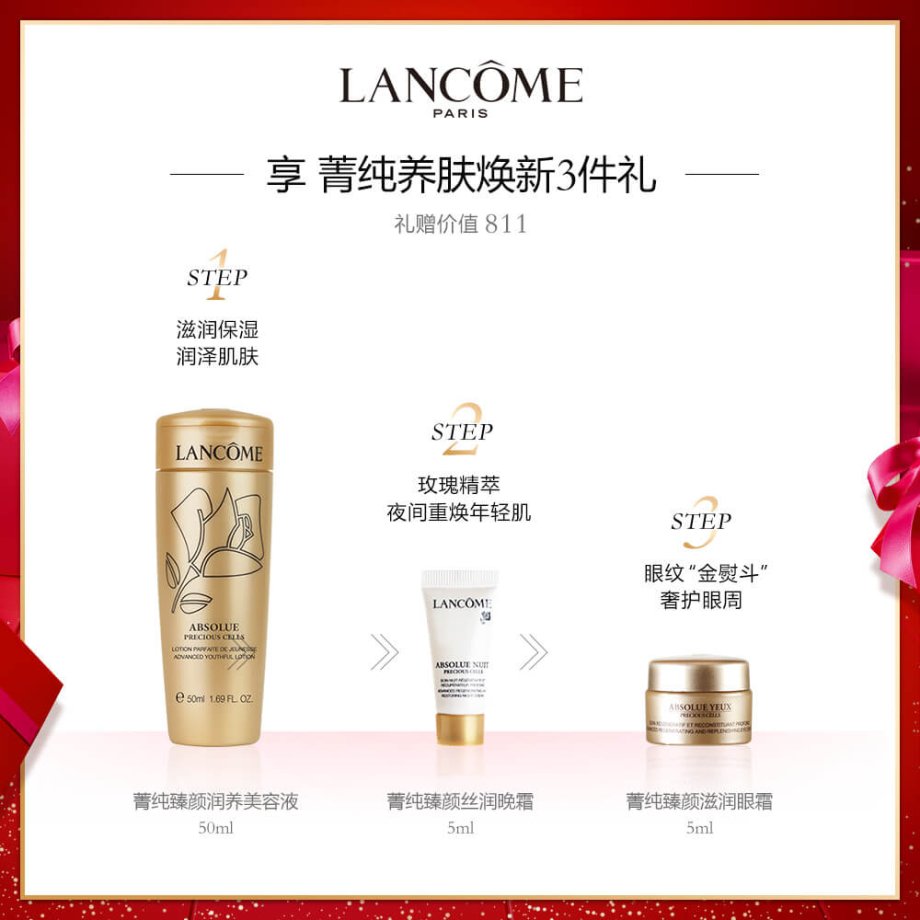 LANCÔME
PARIS
享 菁纯养肤焕新3件礼
礼赠价值 811
STEP 1
滋润保湿
润泽肌肤
LANCÔME
ABSOLUE
PRECIOUS CELLS
LOTION PARFAITE DE JEUNESSE
ADVANCED YOUTHFUL LOTION
e 50ml 1.69 FL. OZ.
菁纯臻颜润养美容液
50ml
STEP 2
玫瑰精萃
夜间重焕年轻肌
LANCÔME
ABSOLUE NUIT
PRECIOUS CELLS
菁纯臻颜丝润晚霜
5ml
STEP 3
眼纹“金熨斗”
奢护眼周
ABSOLUE YEUX
PRECIOUS CELLS
菁纯臻颜滋润眼霜
5ml